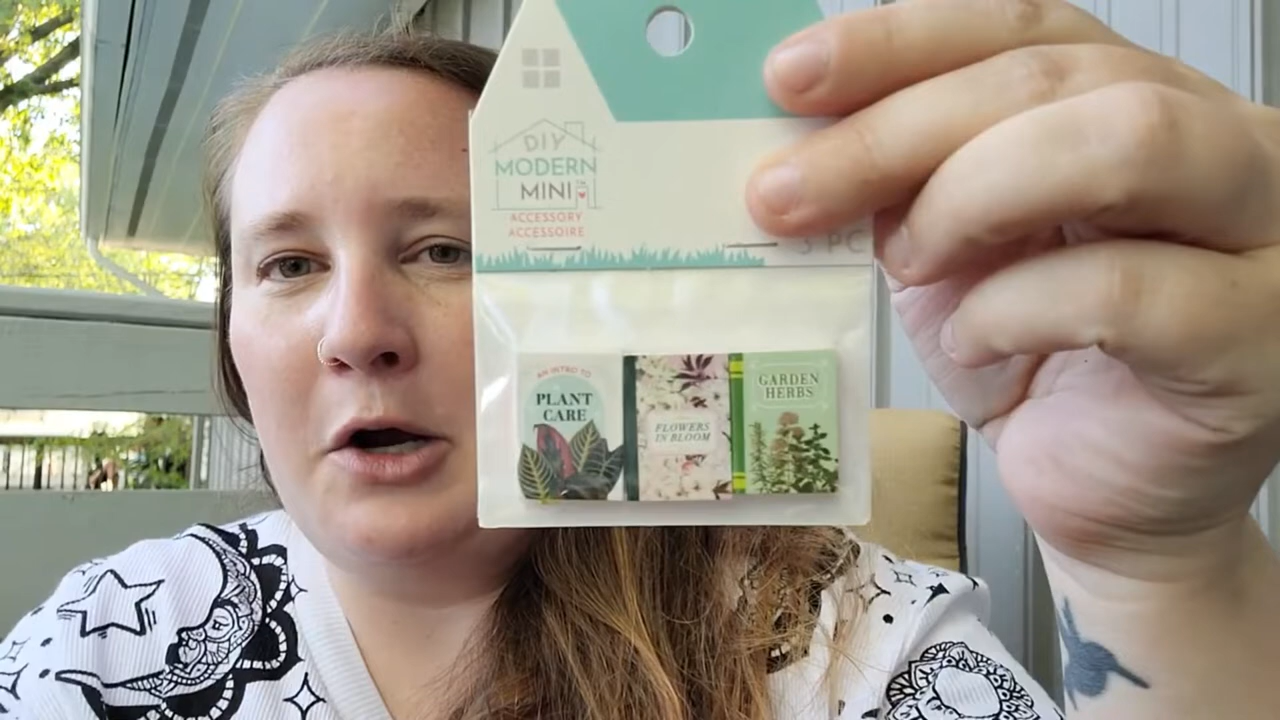 DIY
MODERN
MINI
ACCESSORY
ACCESSOIRE
3 PC
AN INTRO TO
PLANT
CARE
FLOWERS
IN BLOOM
GARDEN
HERBS